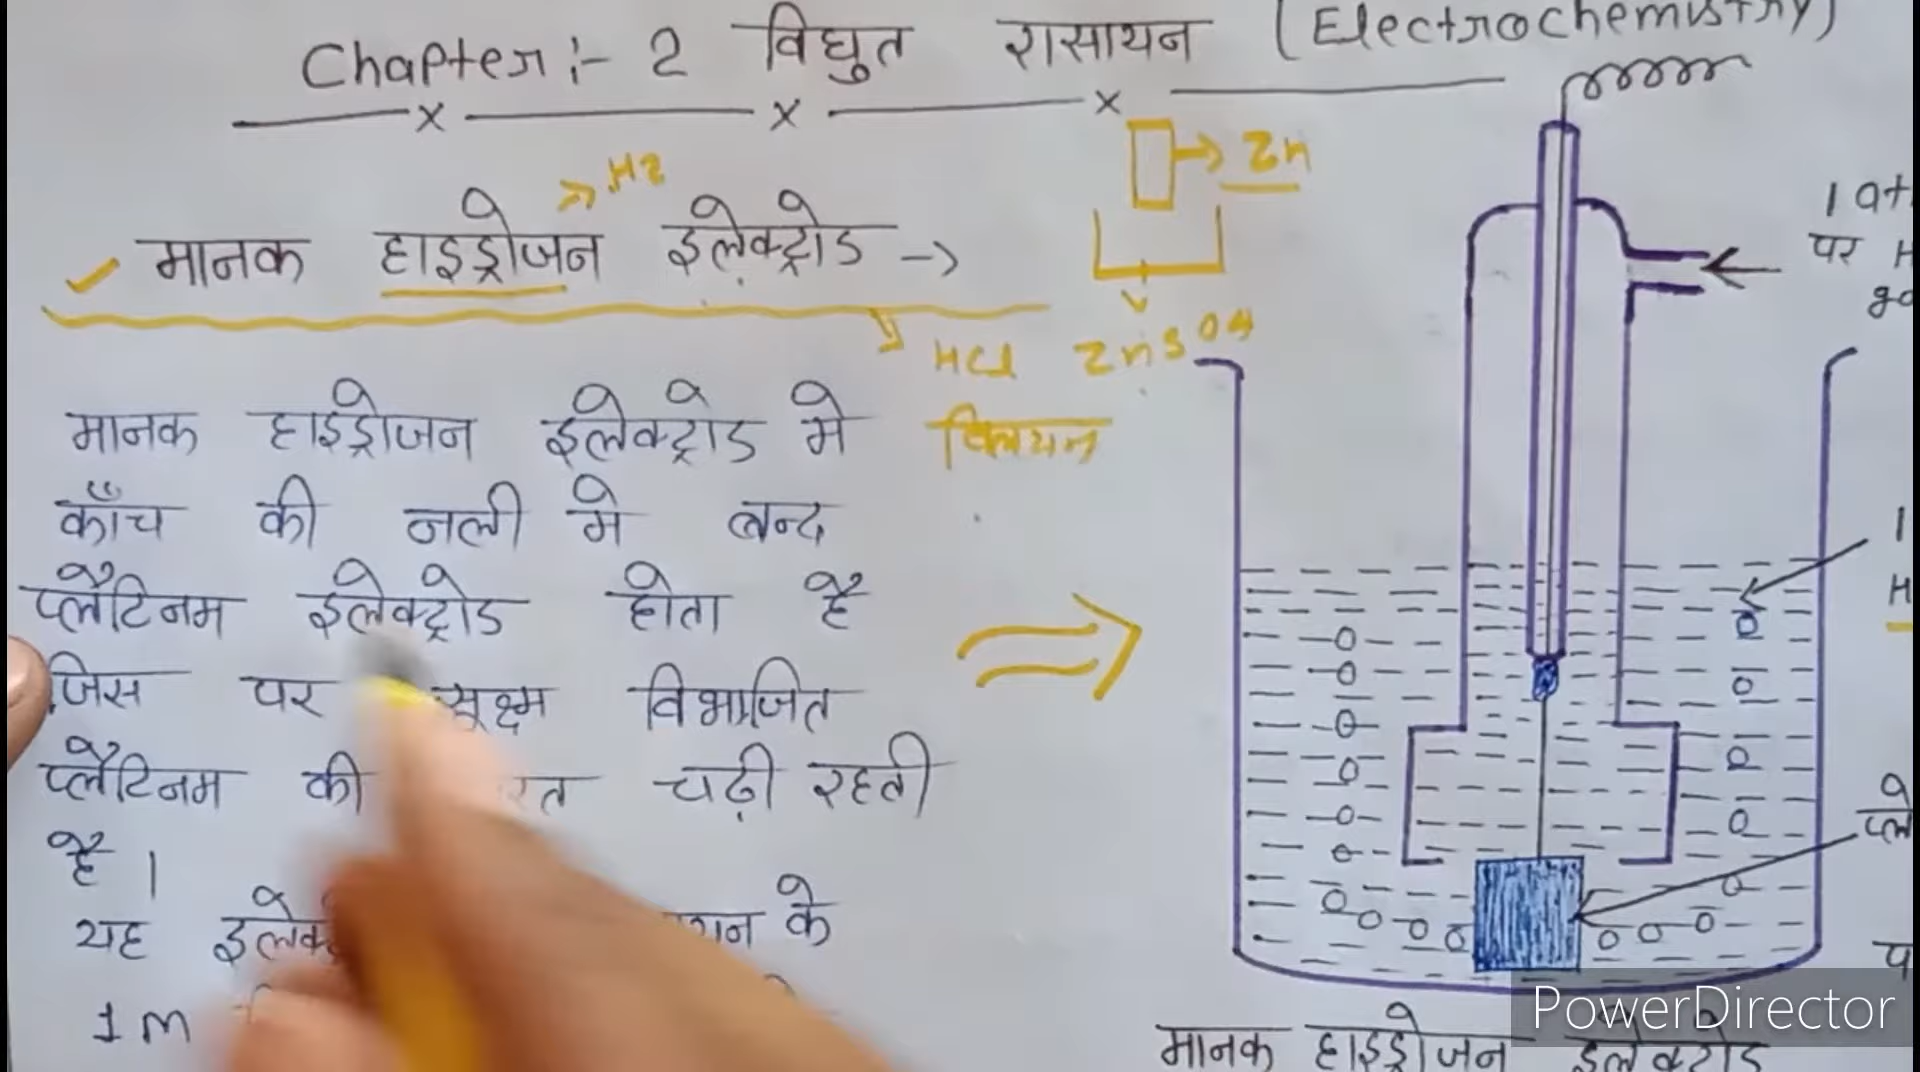 Chapter :- 2 विघुत रासायन (Electrochemistry)
H2
Zn
मानक हाइड्रोजन इलेक्ट्रोड ->
HCl ZnSO4
विलयन
मानक हाइड्रोजन इलेक्ट्रोड मे
काँच की नली मे बन्द
प्लैटिनम इलेक्ट्रोड होता है
जिस पर सूक्ष्म विभाजित
प्लैटिनम की चढ़ी रहती
है ।
यह के
1 m
1
पर H
1
H
मानक हाइड्रोजन इलेक्ट्रोड
PowerDirector